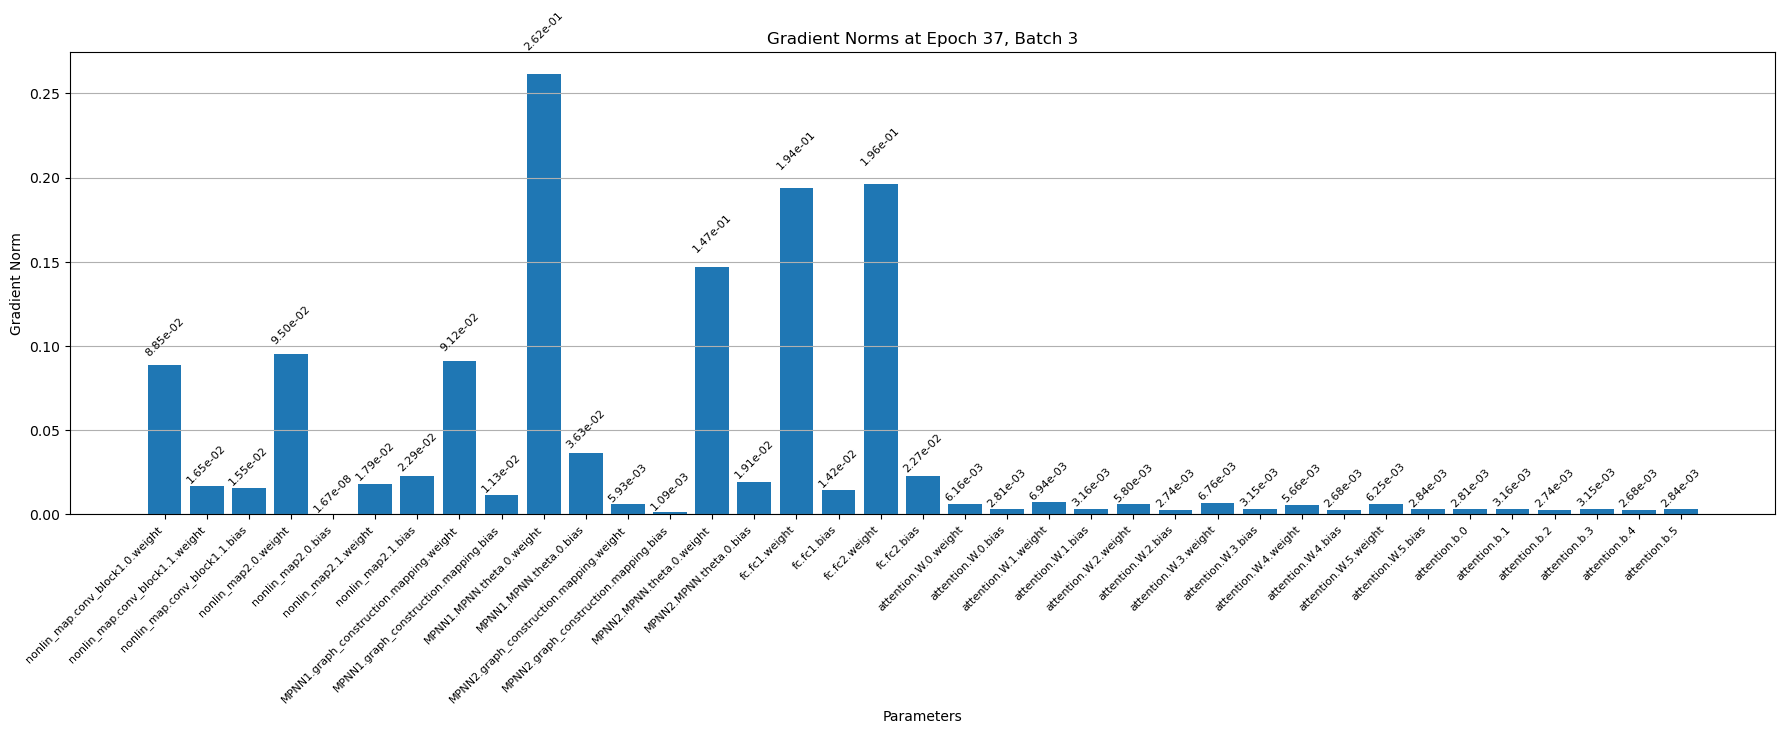 Gradient Norms at Epoch 37, Batch 3
Gradient Norm
0.25
0.20
0.15
0.10
0.05
0.00
8.85e-02
1.65e-02
1.55e-02
9.50e-02
1.67e-08
1.79e-02
2.29e-02
9.12e-02
1.13e-02
2.62e-01
3.63e-02
5.93e-03
1.09e-03
1.47e-01
1.91e-02
1.94e-01
1.42e-02
1.96e-01
2.27e-02
6.16e-03
2.81e-03
6.94e-03
3.16e-03
5.80e-03
2.74e-03
6.76e-03
3.15e-03
5.66e-03
2.68e-03
6.25e-03
2.84e-03
2.81e-03
3.16e-03
2.74e-03
3.15e-03
2.68e-03
2.84e-03
nonlin_map.conv_block1.0.weight
nonlin_map.conv_block1.1.weight
nonlin_map.conv_block1.1.bias
nonlin_map2.0.weight
nonlin_map2.0.bias
nonlin_map2.1.weight
nonlin_map2.1.bias
MPNN1.graph_construction.mapping.weight
MPNN1.graph_construction.mapping.bias
MPNN1.MPNN.theta.0.weight
MPNN1.MPNN.theta.0.bias
MPNN2.graph_construction.mapping.weight
MPNN2.graph_construction.mapping.bias
MPNN2.MPNN.theta.0.weight
MPNN2.MPNN.theta.0.bias
fc.fc1.weight
fc.fc1.bias
fc.fc2.weight
fc.fc2.bias
attention.W.0.weight
attention.W.0.bias
attention.W.1.weight
attention.W.1.bias
attention.W.2.weight
attention.W.2.bias
attention.W.3.weight
attention.W.3.bias
attention.W.4.weight
attention.W.4.bias
attention.W.5.weight
attention.W.5.bias
attention.b.0
attention.b.1
attention.b.2
attention.b.3
attention.b.4
attention.b.5
Parameters